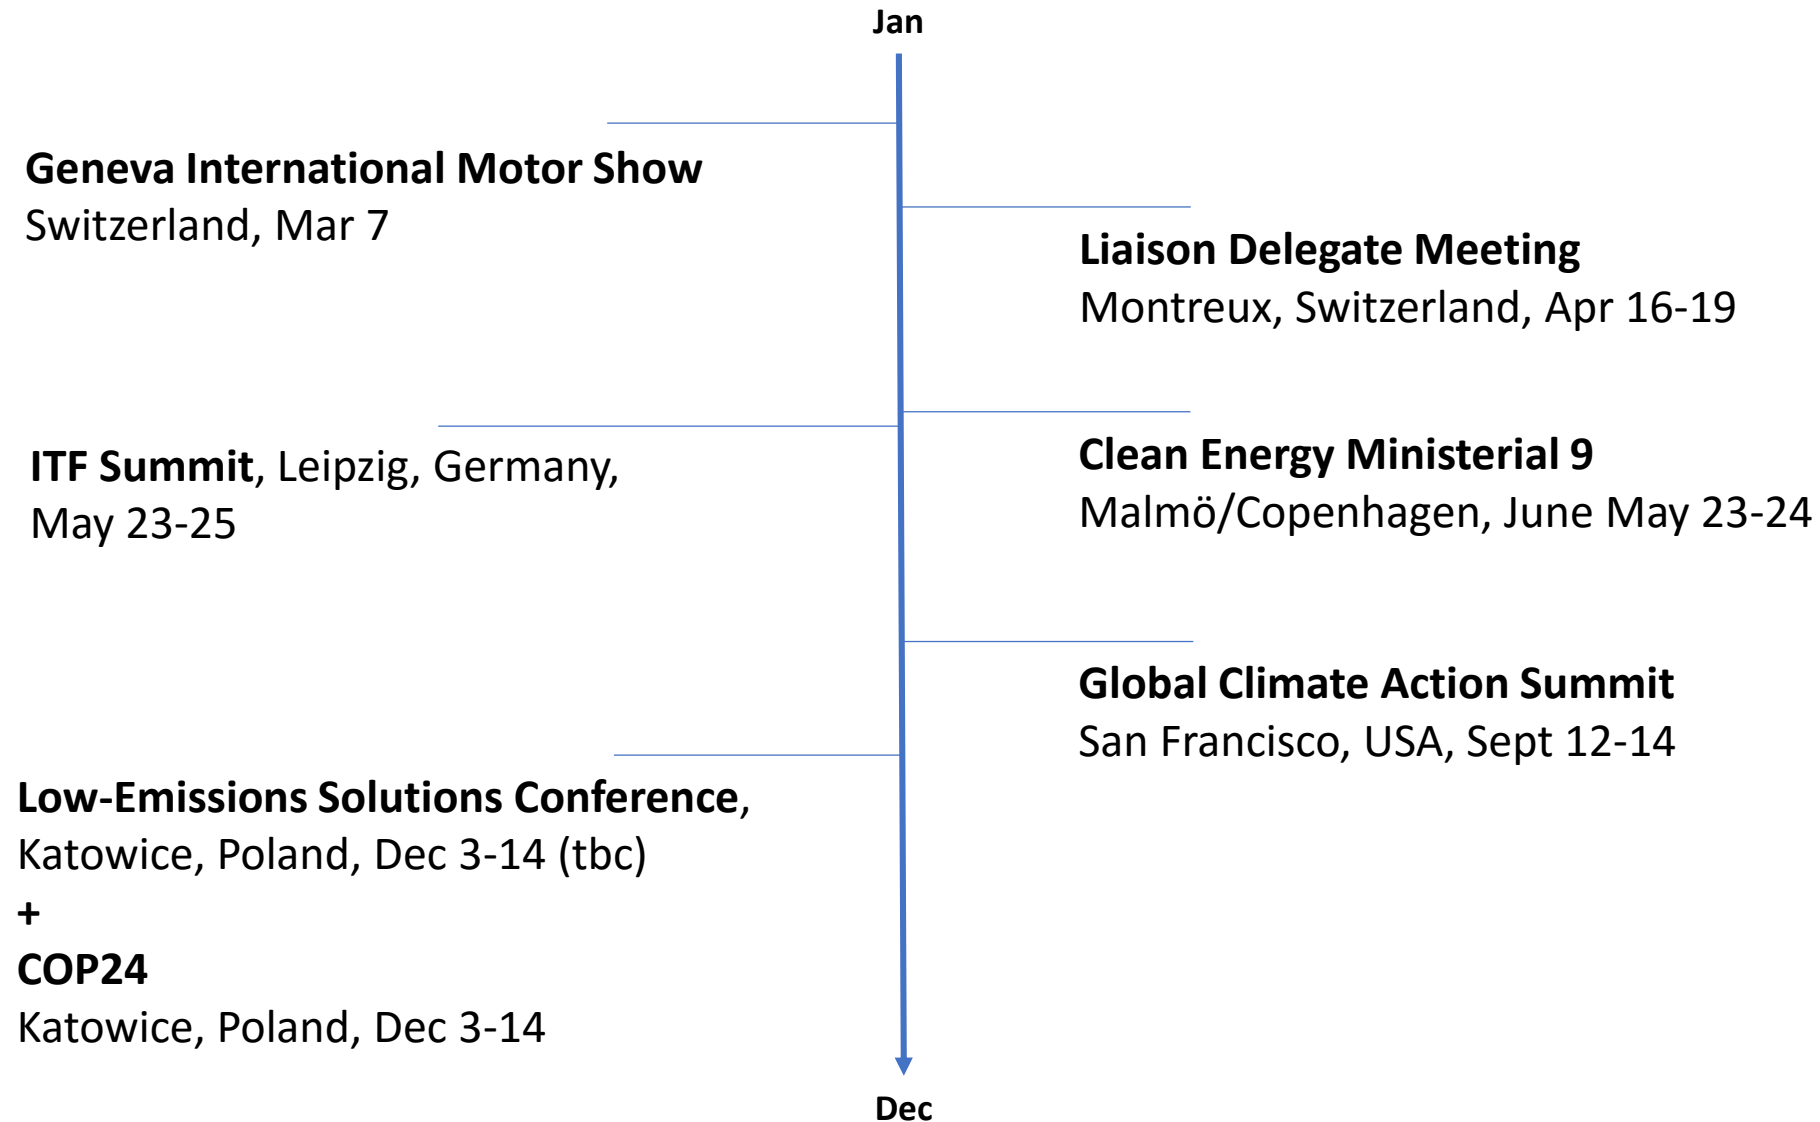 Jan
Geneva International Motor Show
Switzerland, Mar 7
Liaison Delegate Meeting
Montreux, Switzerland, Apr 16-19
ITF Summit, Leipzig, Germany,
May 23-25
Clean Energy Ministerial 9
Malmö/Copenhagen, June May 23-24
Global Climate Action Summit
San Francisco, USA, Sept 12-14
Low-Emissions Solutions Conference,
Katowice, Poland, Dec 3-14 (tbc)
+
COP24
Katowice, Poland, Dec 3-14
Dec